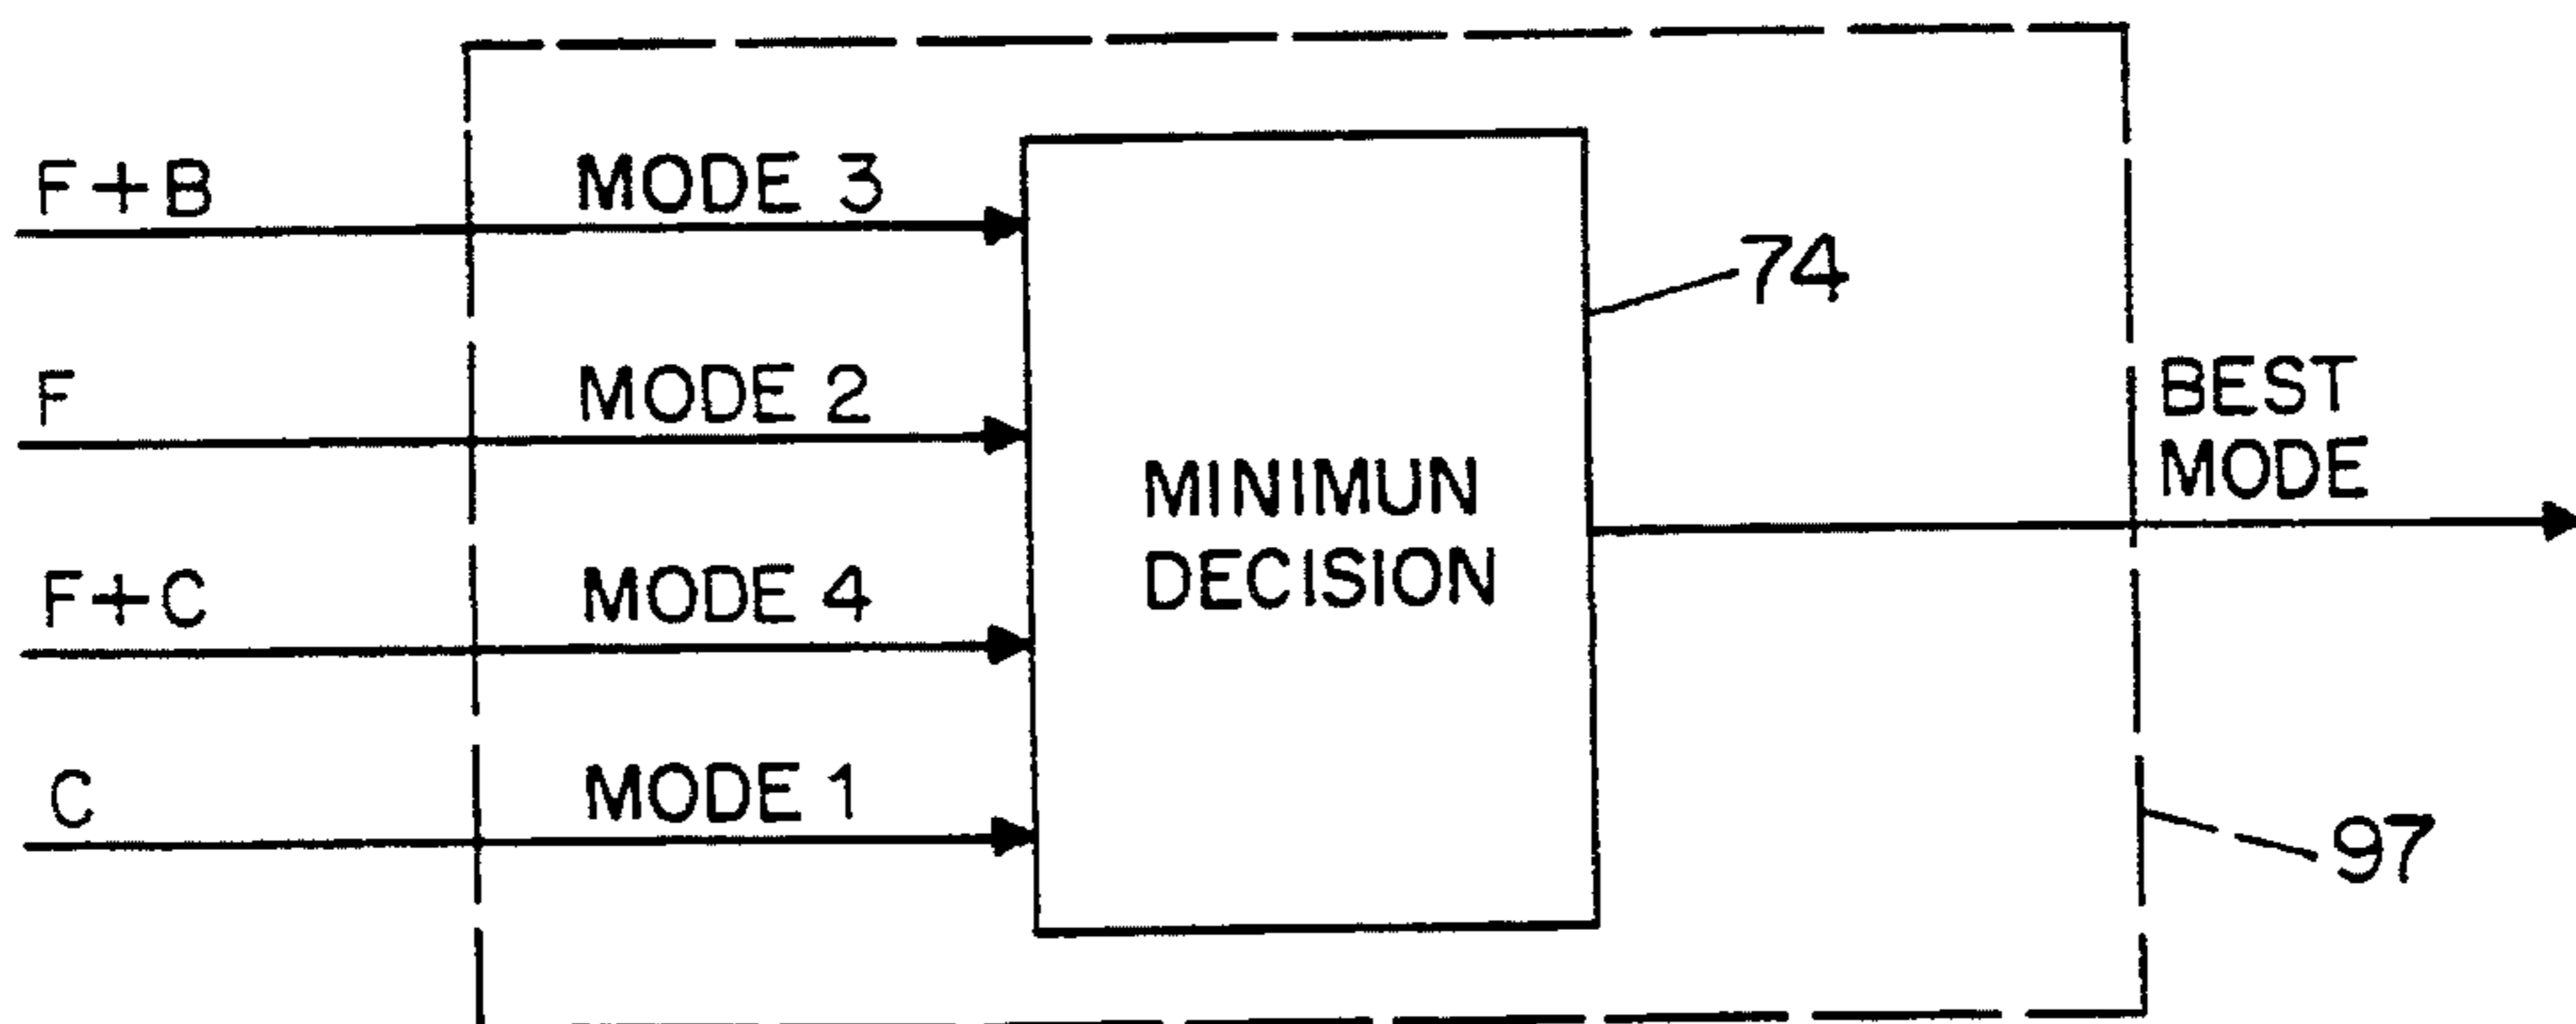 F+B
MODE 3
74
F
MODE 2
BEST
MODE
MINIMUN
DECISION
F+C
MODE 4
C
MODE 1
97